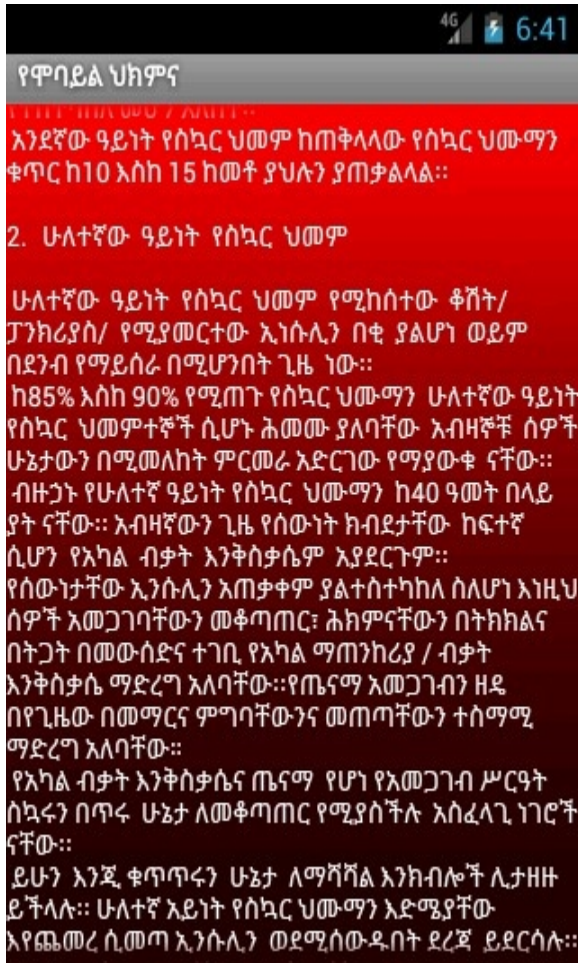 4G 6:41
የሞባይል ህክምና
አንደኛው ዓይነት የስኳር ህመም ከጠቅላላው የስኳር ህሙማን
ቁጥር ከ10 እስከ 15 ከመቶ ያህሉን ያጠቃልላል።
2. ሁለተኛው ዓይነት የስኳር ህመም
ሁለተኛው ዓይነት የስኳር ህመም የሚከሰተው ቆሽት/
ፓንክሪያስ/ የሚያመርተው ኢነሱሊን በቂ ያልሆነ ወይም
በደንብ የማይሰራ በሚሆንበት ጊዜ ነው።
ከ85% እስከ 90% የሚጠጉ የስኳር ህሙማን ሁለተኛው ዓይነት
የስኳር ህመምተኞች ሲሆኑ ሕመሙ ያለባቸው አብዛኞቹ ሰዎች
ሁኔታውን በሚመለከት ምርመራ አድርገው የማያውቁ ናቸው።
ብዙኃኑ የሁለተኛ ዓይነት የስኳር ህሙማን ከ40 ዓመት በላይ
ያት ናቸው። አብዛኛውን ጊዜ የሰውነት ክብደታቸው ከፍተኛ
ሲሆን የአካል ብቃት እንቅስቃሴም አያደርጉም።
የሰውነታቸው ኢንሱሊን አጠቃቀም ያልተስተካከለ ስለሆነ እነዚህ
ሰዎች አመጋገባቸውን መቆጣጠር፣ ሕክምናቸውን በትክክልና
በትጋት በመውሰድና ተገቢ የአካል ማጠንከሪያ / ብቃት
እንቅስቃሴ ማድረግ አለባቸው።የጤናማ አመጋገብን ዘዴ
በየጊዜው በመማርና ምግባቸውንና መጠጣቸውን ተስማሚ
ማድረግ አለባቸው።
የአካል ብቃት እንቅስቃሴና ጤናማ የሆነ የአመጋገብ ሥርዓት
ስኳሩን በጥሩ ሁኔታ ለመቆጣጠር የሚያስችሉ አስፈላጊ ነገሮች
ናቸው።
ይሁን እንጂ ቁጥጥሩን ሁኔታ ለማሻሻል እንክብሎች ሊታዘዙ
ይችላሉ። ሁለተኛ አይነት የስኳር ህሙማን እድሜያቸው
እየጨመረ ሲመጣ ኢንሱሊን ወደሚሰውዱበት ደረጃ ይደርሳሉ።